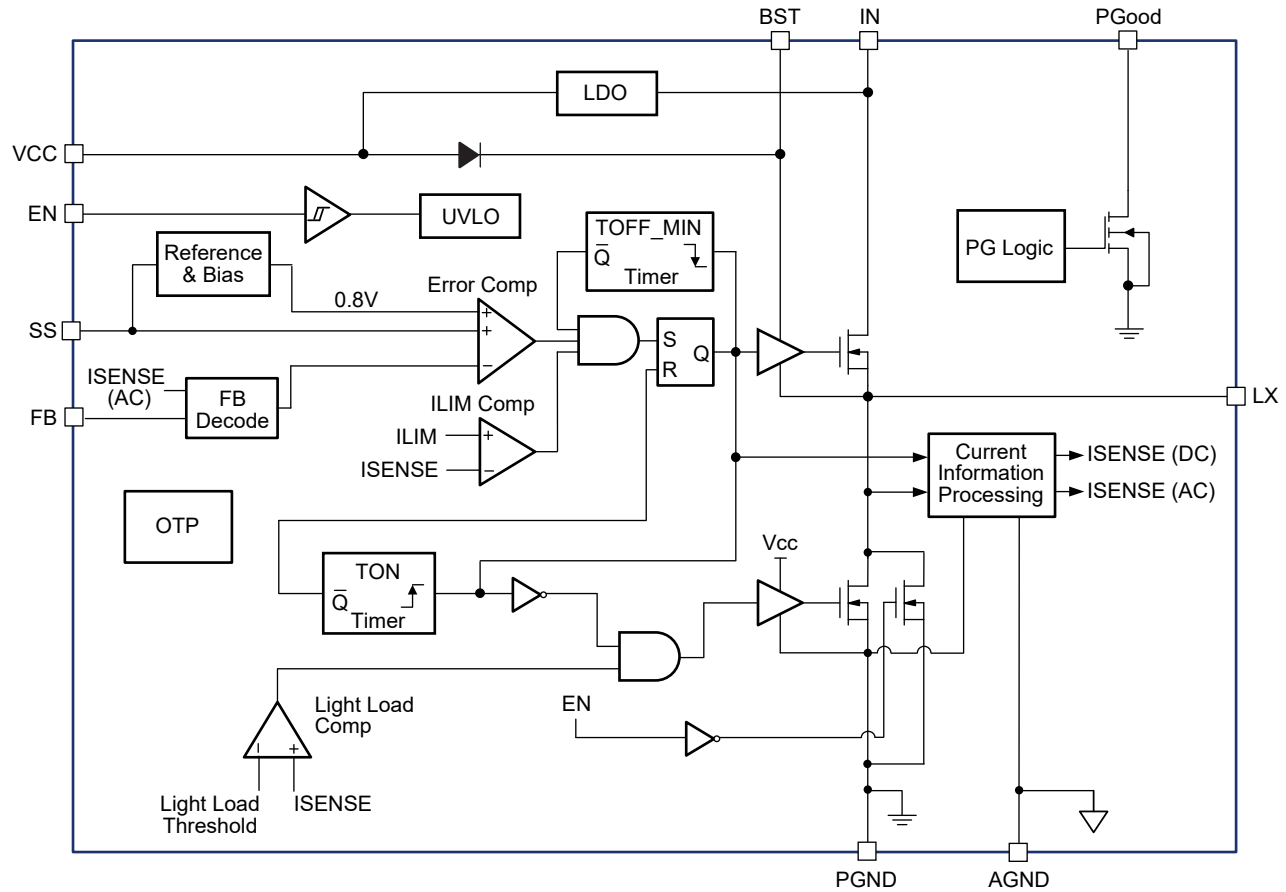 BST
IN
PGood
LDO
VCC
EN
UVLO
TOFF_MIN
Q̅
Timer
Reference
& Bias
PG Logic
Error Comp
0.8V
+
SS
+
S
Q
R
−
ISENSE
(AC)
FB
FB
Decode
LX
ILIM Comp
ILIM
+
ISENSE
−
Current
Information
Processing
ISENSE (DC)
ISENSE (AC)
OTP
Vcc
TON
Q̅
Timer
EN
Light Load
Comp
−
+
Light Load
Threshold
ISENSE
PGND
AGND